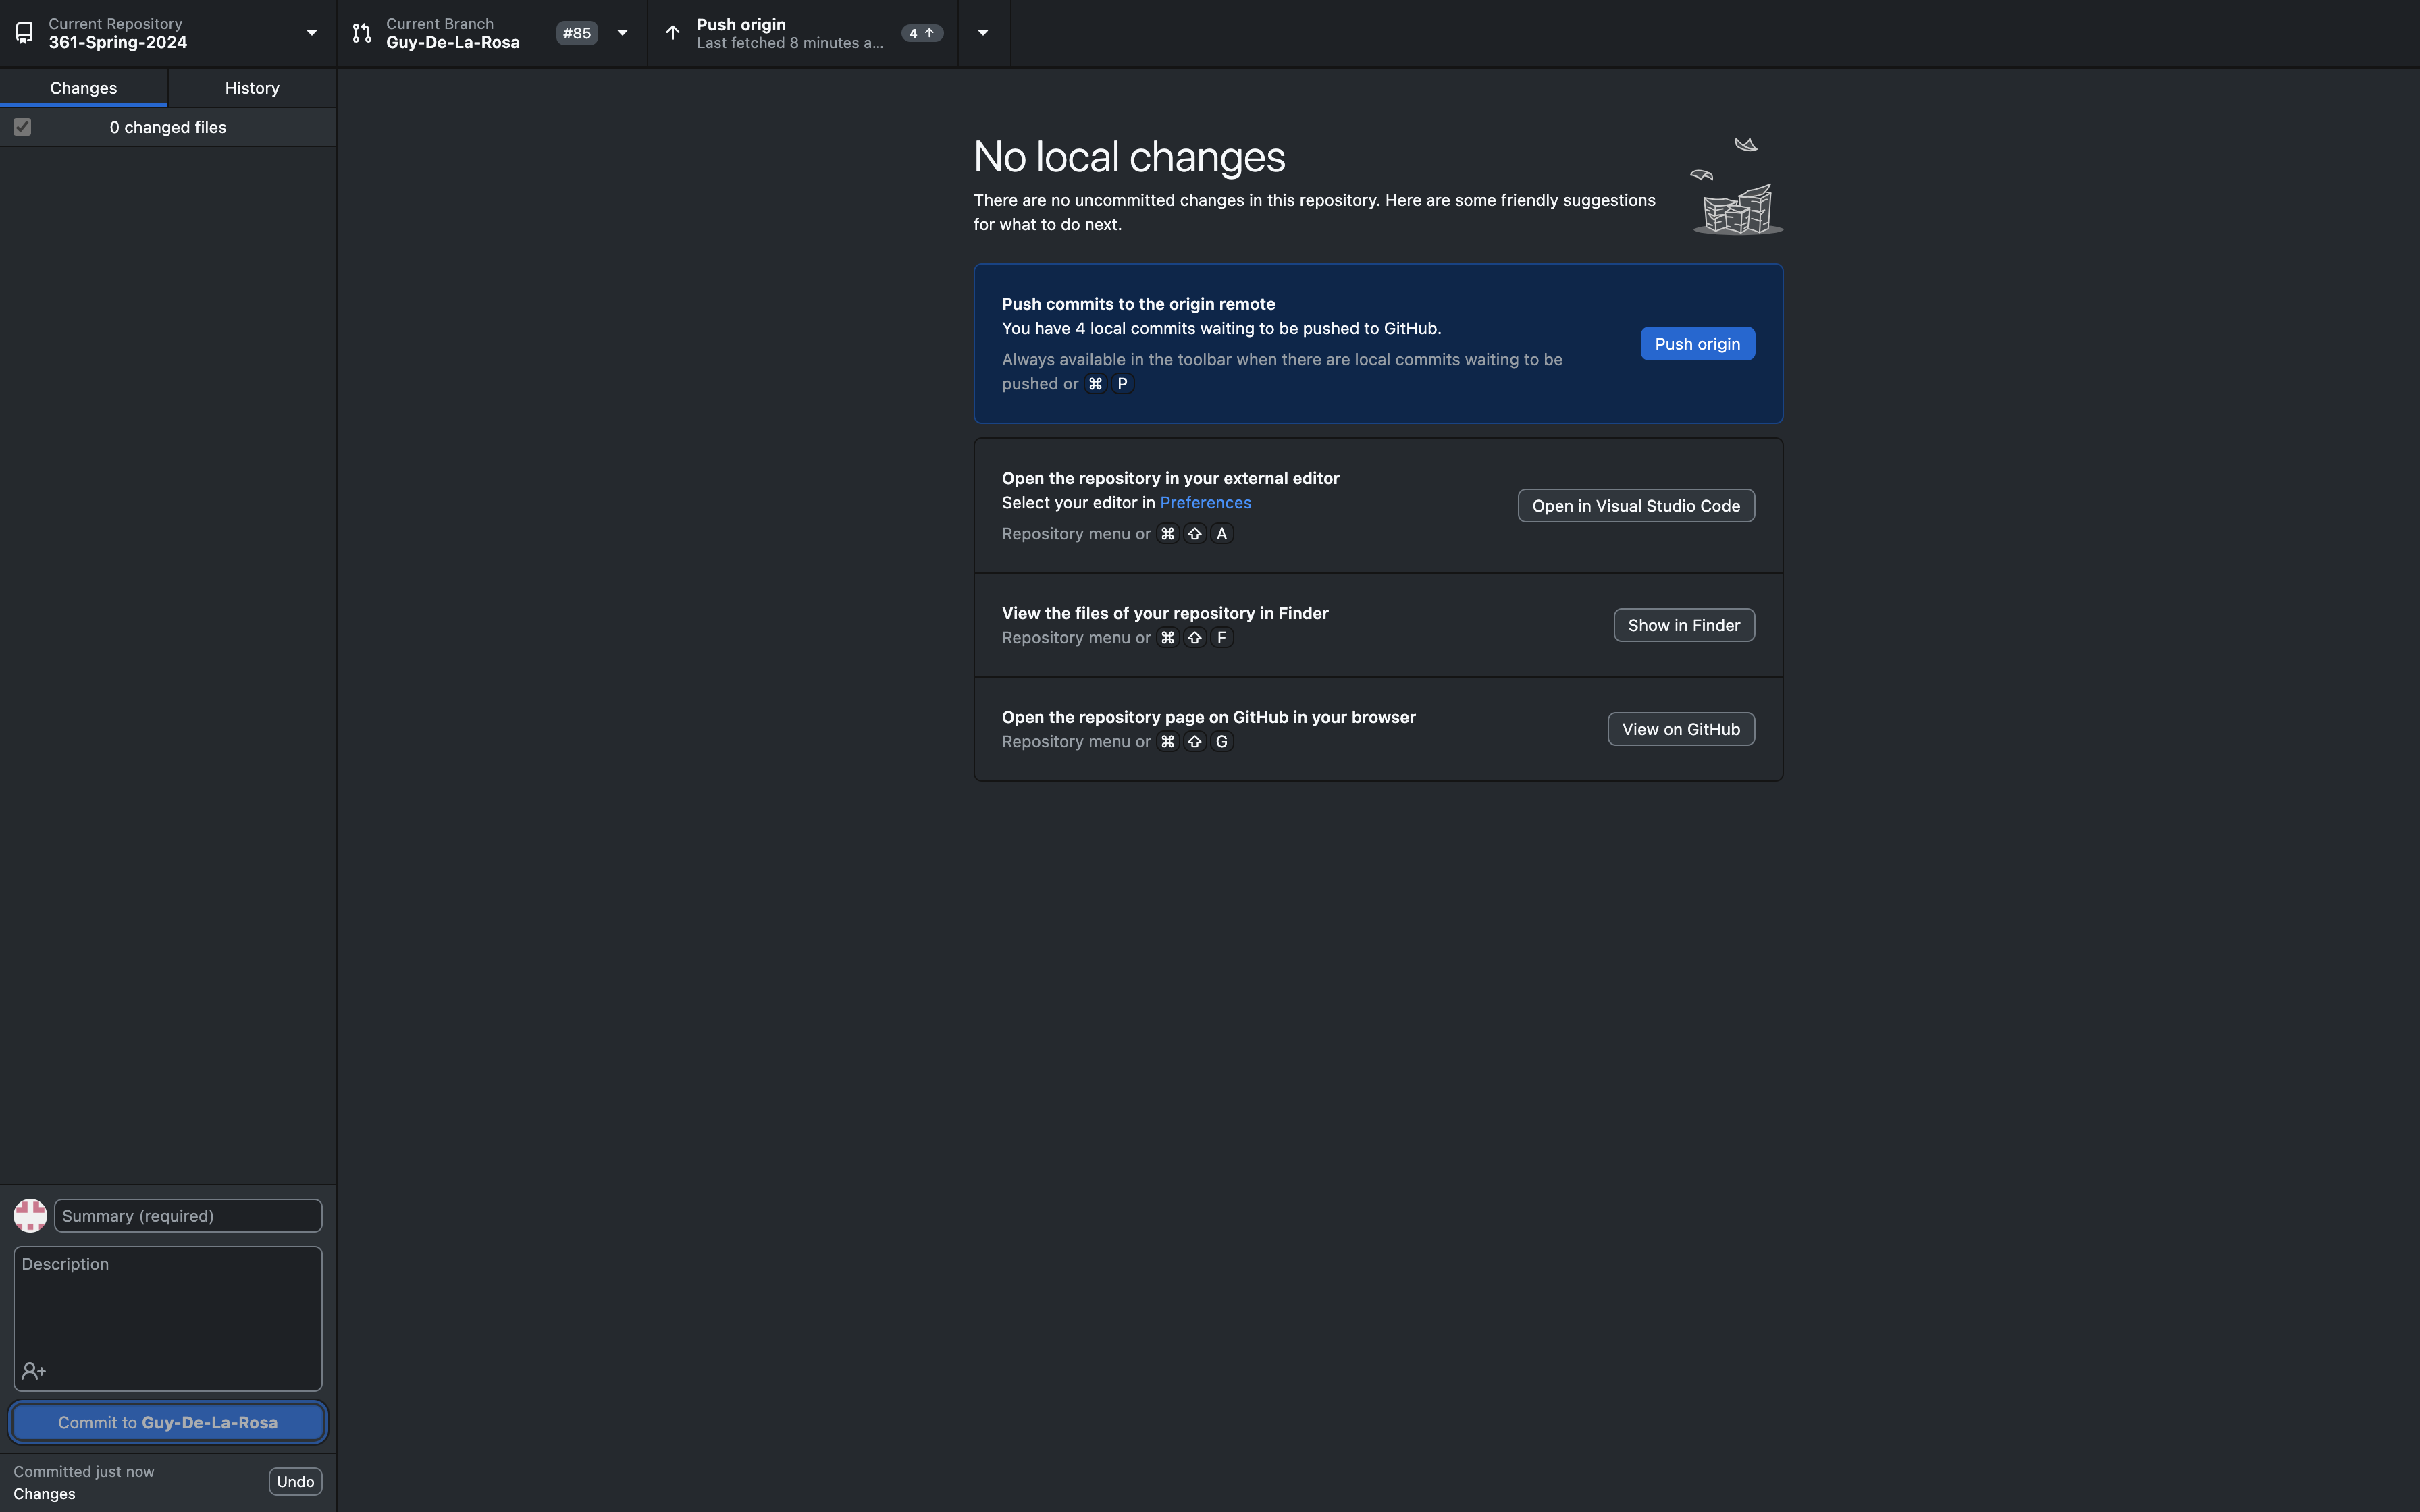 Current Repository
361-Spring-2024
Current Branch
Guy-De-La-Rosa
#85
Push origin
Last fetched 8 minutes a...
4 ↑
Changes
History
0 changed files
No local changes
There are no uncommitted changes in this repository. Here are some friendly suggestions
for what to do next.
Push commits to the origin remote
You have 4 local commits waiting to be pushed to GitHub.
Always available in the toolbar when there are local commits waiting to be
pushed or ⌘ P
Push origin
Open the repository in your external editor
Select your editor in Preferences
Repository menu or ⌘ ⇧ A
Open in Visual Studio Code
View the files of your repository in Finder
Repository menu or ⌘ ⇧ F
Show in Finder
Open the repository page on GitHub in your browser
Repository menu or ⌘ ⇧ G
View on GitHub
Summary (required)
Description
Commit to Guy-De-La-Rosa
Committed just now
Changes
Undo